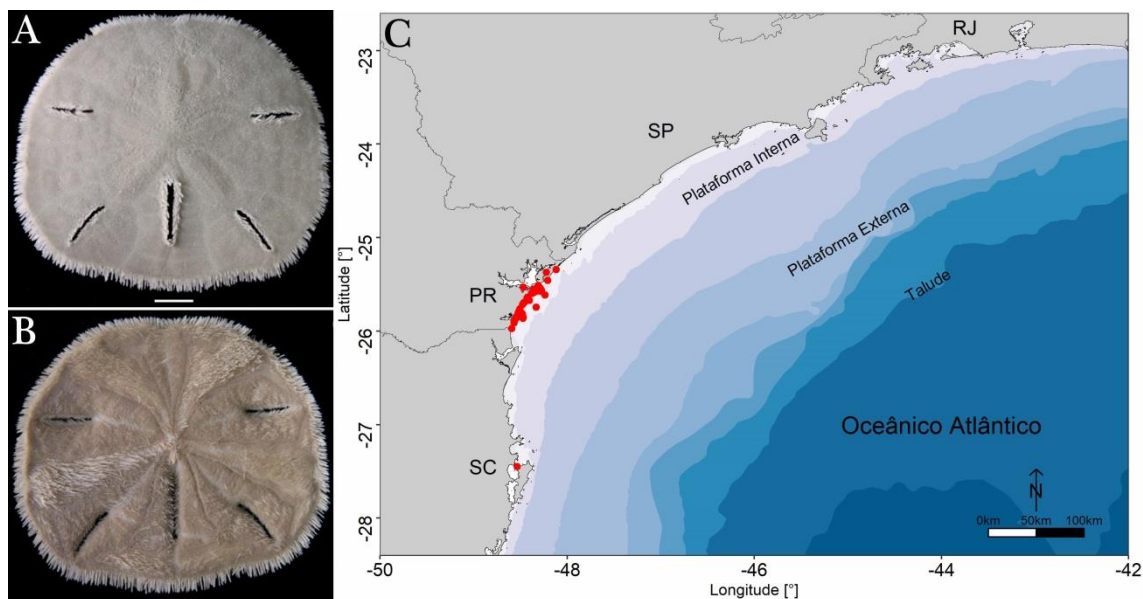 A
B
C
RJ
SP
PR
SC
Plataforma Interna
Plataforma Externa
Talude
Oceânico Atlântico
N
0km 50km 100km
Latitude [°]
-23
-24
-25
-26
-27
-28
-50 -48 -46 -44 -42
Longitude [°]